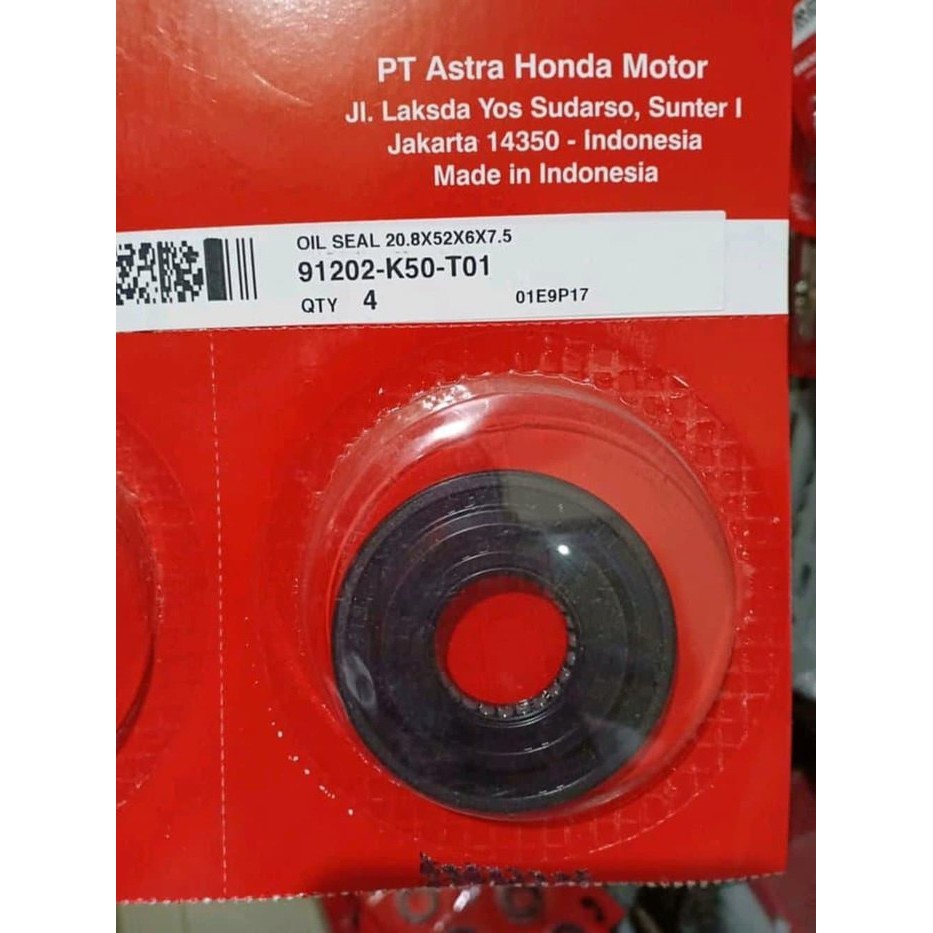 PT Astra Honda Motor
Jl. Laksda Yos Sudarso, Sunter I
Jakarta 14350 - Indonesia
Made in Indonesia
OIL SEAL 20.8X52X6X7.5
91202-K50-T01
QTY 4
01E9P17